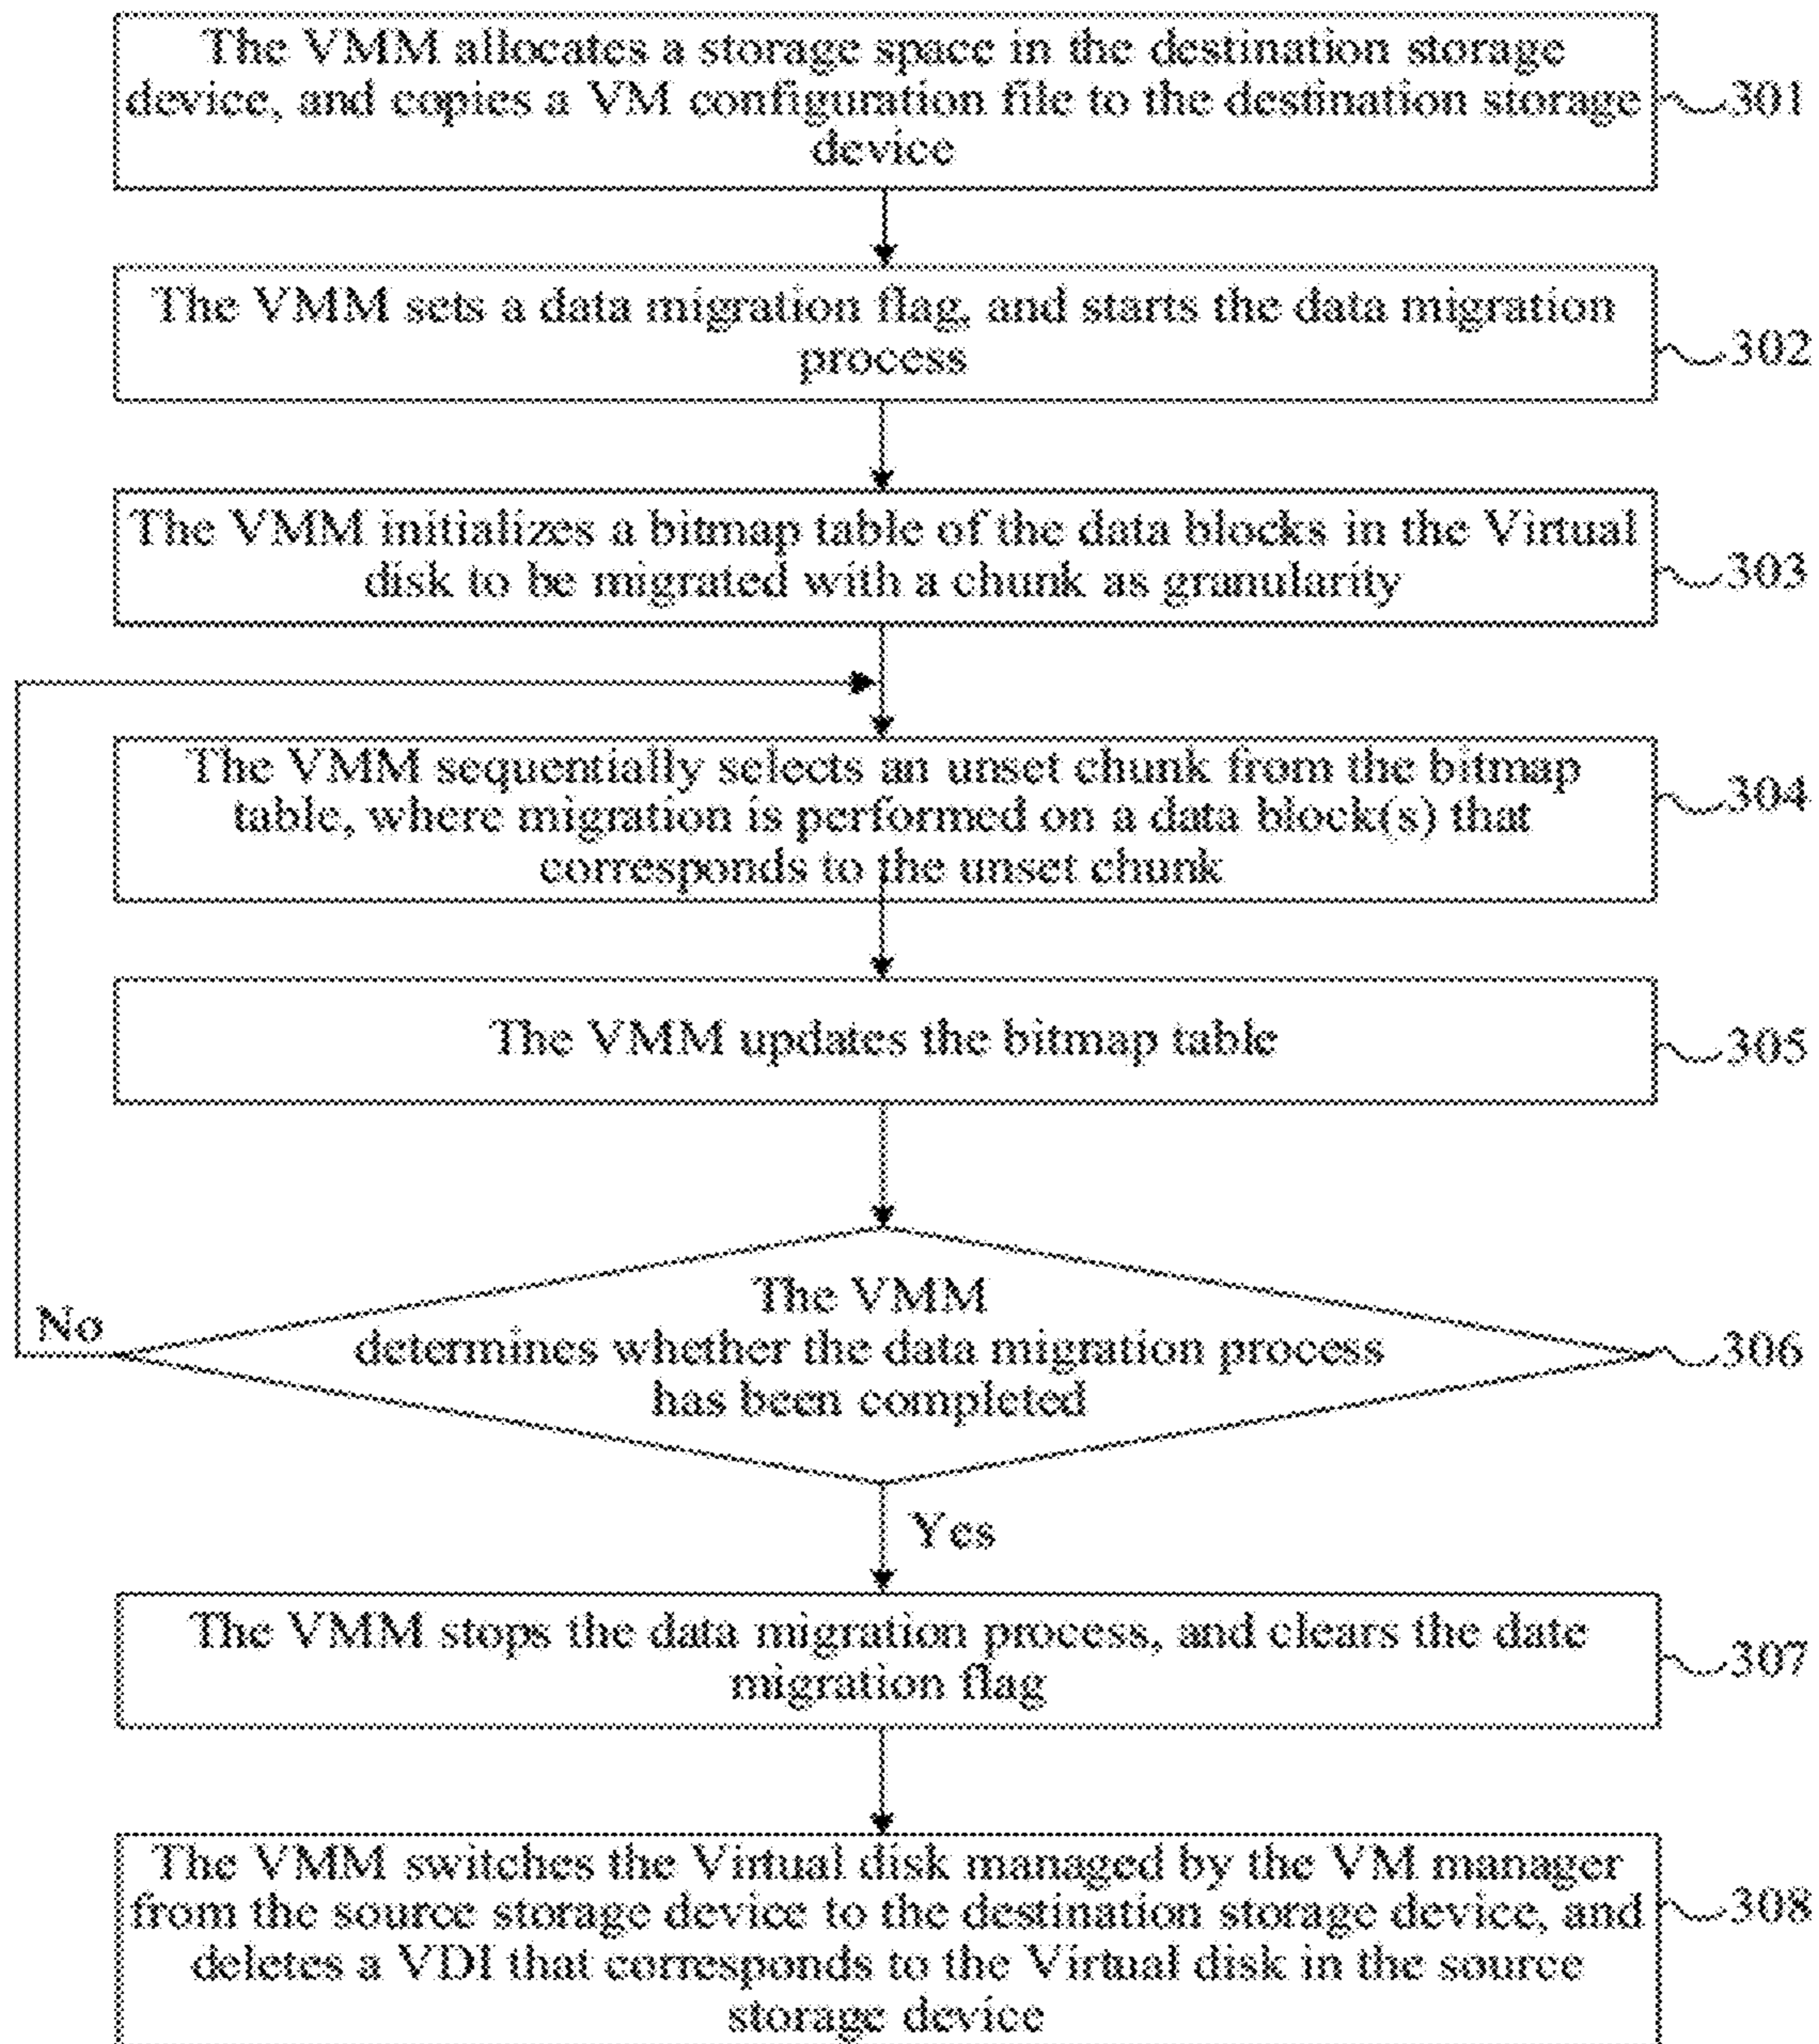 The VMM allocates a storage space in the destination storage
device, and copies a VM configuration file to the destination storage
device
301
The VMM sets a data migration flag, and starts the data migration
process
302
The VMM initializes a bitmap table of the data blocks in the Virtual
disk to be migrated with a chunk as granularity
303
The VMM sequentially selects an unset chunk from the bitmap
table, where migration is performed on a data block(s) that
corresponds to the unset chunk
304
The VMM updates the bitmap table
305
The VMM
determines whether the data migration process
has been completed
306
No
Yes
The VMM stops the data migration process, and clears the date
migration flag
307
The VMM switches the Virtual disk managed by the VM manager
from the source storage device to the destination storage device, and
deletes a VDI that corresponds to the Virtual disk in the source
storage device
308